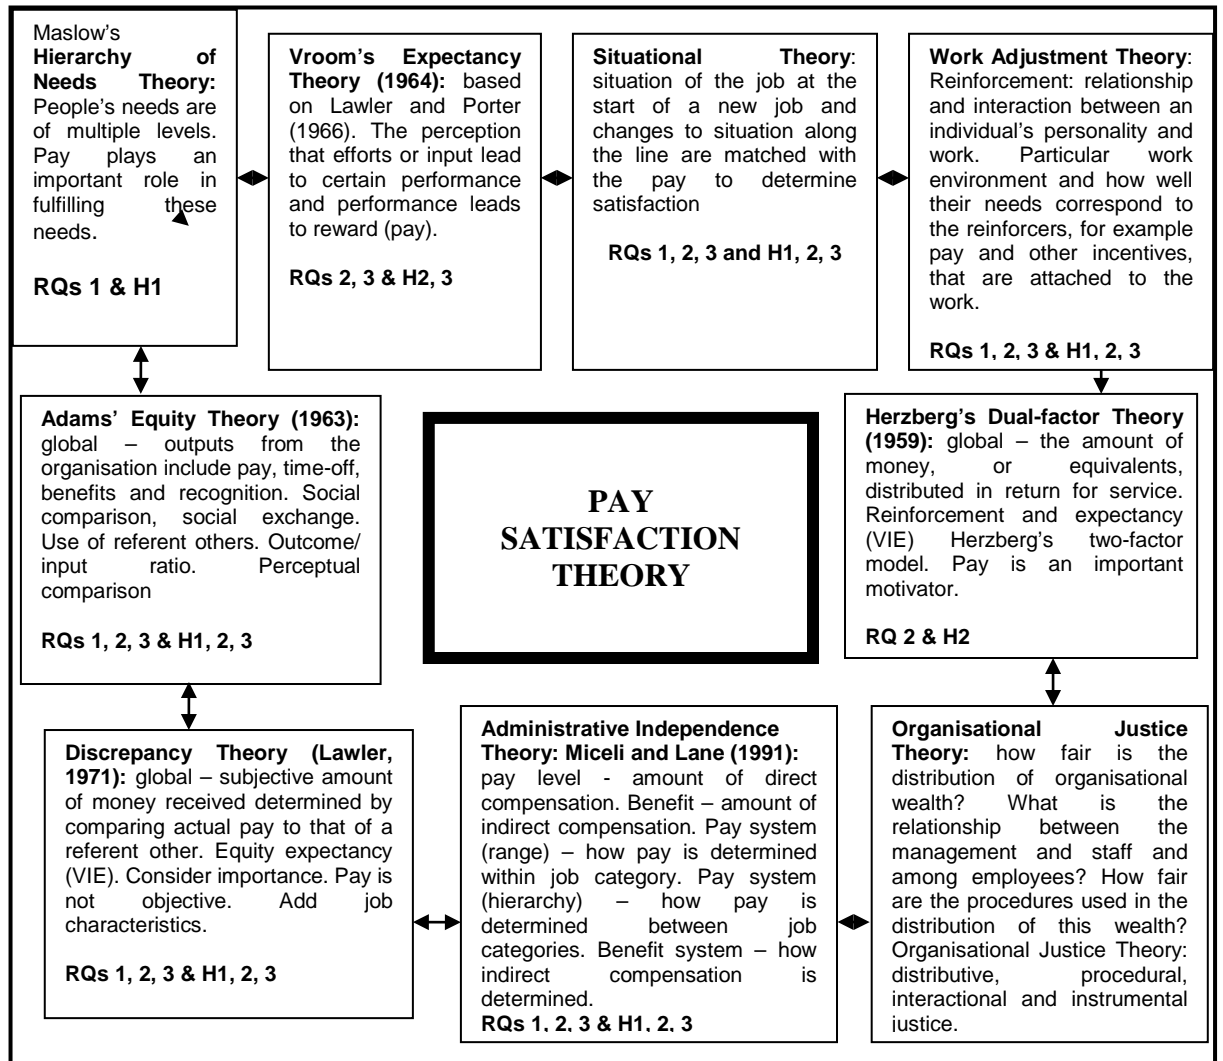 Maslow's
Hierarchy of
Needs Theory:
People's needs are
of multiple levels.
Pay plays an
important role in
fulfilling these
needs.
RQs 1 & H1
Vroom's Expectancy
Theory (1964): based
on Lawler and Porter
(1966). The perception
that efforts or input lead
to certain performance
and performance leads
to reward (pay).
RQs 2, 3 & H2, 3
Situational Theory:
situation of the job at the
start of a new job and
changes to situation along
the line are matched with
the pay to determine
satisfaction
RQs 1, 2, 3 and H1, 2, 3
Work Adjustment Theory:
Reinforcement: relationship
and interaction between an
individual's personality and
work. Particular work
environment and how well
their needs correspond to
the reinforcers, for example
pay and other incentives,
that are attached to the
work.
RQs 1, 2, 3 & H1, 2, 3
Adams' Equity Theory (1963):
global – outputs from the
organisation include pay, time-off,
benefits and recognition. Social
comparison, social exchange.
Use of referent others. Outcome/
input ratio. Perceptual
comparison
RQs 1, 2, 3 & H1, 2, 3
PAY
SATISFACTION
THEORY
Herzberg's Dual-factor Theory
(1959): global – the amount of
money, or equivalents,
distributed in return for service.
Reinforcement and expectancy
(VIE) Herzberg's two-factor
model. Pay is an important
motivator.
RQ 2 & H2
Discrepancy Theory (Lawler,
1971): global – subjective amount
of money received determined by
comparing actual pay to that of a
referent other. Equity expectancy
(VIE). Consider importance. Pay is
not objective. Add job
characteristics.
RQs 1, 2, 3 & H1, 2, 3
Administrative Independence
Theory: Miceli and Lane (1991):
pay level - amount of direct
compensation. Benefit – amount of
indirect compensation. Pay system
(range) – how pay is determined
within job category. Pay system
(hierarchy) – how pay is
determined between job
categories. Benefit system – how
indirect compensation is
determined.
RQs 1, 2, 3 & H1, 2, 3
Organisational Justice
Theory: how fair is the
distribution of organisational
wealth? What is the
relationship between the
management and staff and
among employees? How fair
are the procedures used in the
distribution of this wealth?
Organisational Justice Theory:
distributive, procedural,
interactional and instrumental
justice.